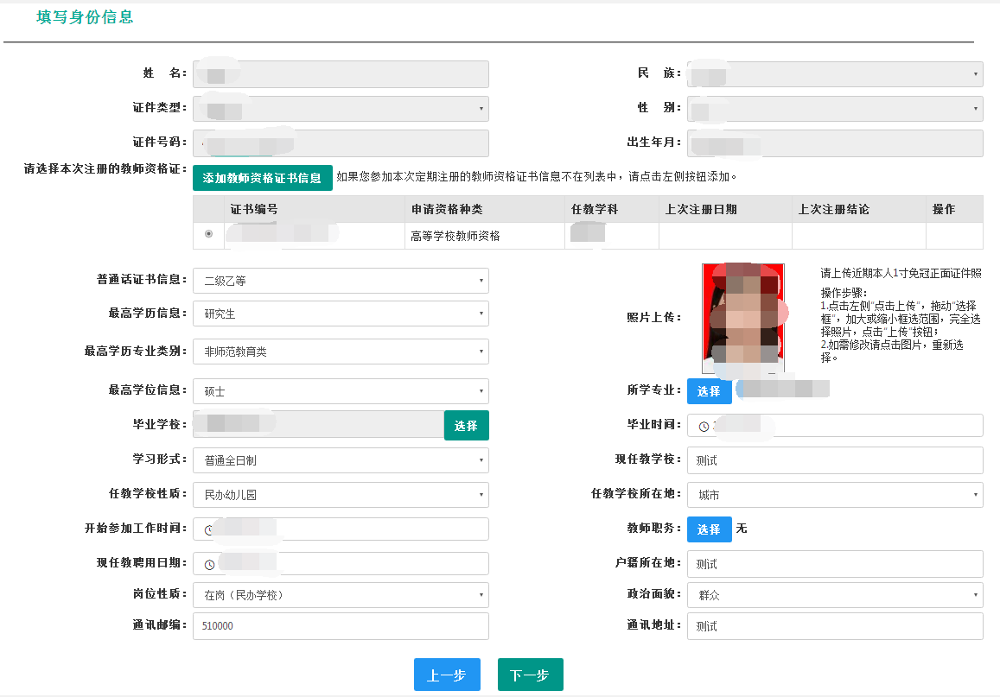 填写身份信息
姓 名：
民 族：
证件类型：
性 别：
证件号码：
出生年月：
请选择本次注册的教师资格证：
添加教师资格证书信息 如果您参加本次定期注册的教师资格证书信息不在列表中，请点击左侧按钮添加。
证书编号 申请资格种类 任教学科 上次注册日期 上次注册结论 操作
高等学校教师资格
普通话证书信息： 二级乙等
最高学历信息： 研究生
最高学历专业类别： 非师范教育类
照片上传：
请上传近期本人1寸免冠正面证件照
操作步骤：
1.点击左侧"点击上传"，拖动"选择
框"，加大或缩小框选范围，完全选
择照片，点击"上传"按钮；
2.如需修改请点击图片，重新选
择。
最高学位信息： 硕士
所学专业： 选择
毕业学校： 选择
毕业时间：
学习形式： 普通全日制
现任教学校： 测试
任教学校性质： 民办幼儿园
任教学校所在地： 城市
开始参加工作时间：
教师职务： 选择 无
现任教聘用日期：
户籍所在地： 测试
岗位性质： 在岗（民办学校）
政治面貌： 群众
通讯邮编： 510000
通讯地址： 测试
上一步 下一步